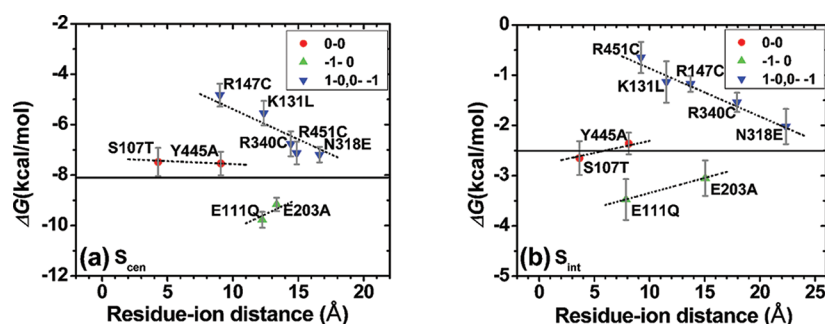 -2
-4
-6
-8
-10
-12
ΔG(kcal/mol)
0-0
-1- 0
1-0,0- -1
R147C
K131L
R451C
R340C
N318E
S107T
Y445A
E111Q
E203A
(a) Scen
0 5 10 15 20
Residue-ion distance (Å)
0
-1
-2
-3
-4
-5
ΔG(kcal/mol)
0-0
-1- 0
1-0,0- -1
R451C
K131L
R147C
R340C
N318E
Y445A
S107T
E111Q
E203A
(b) Sint
0 5 10 15 20 25
Residue-ion distance (Å)